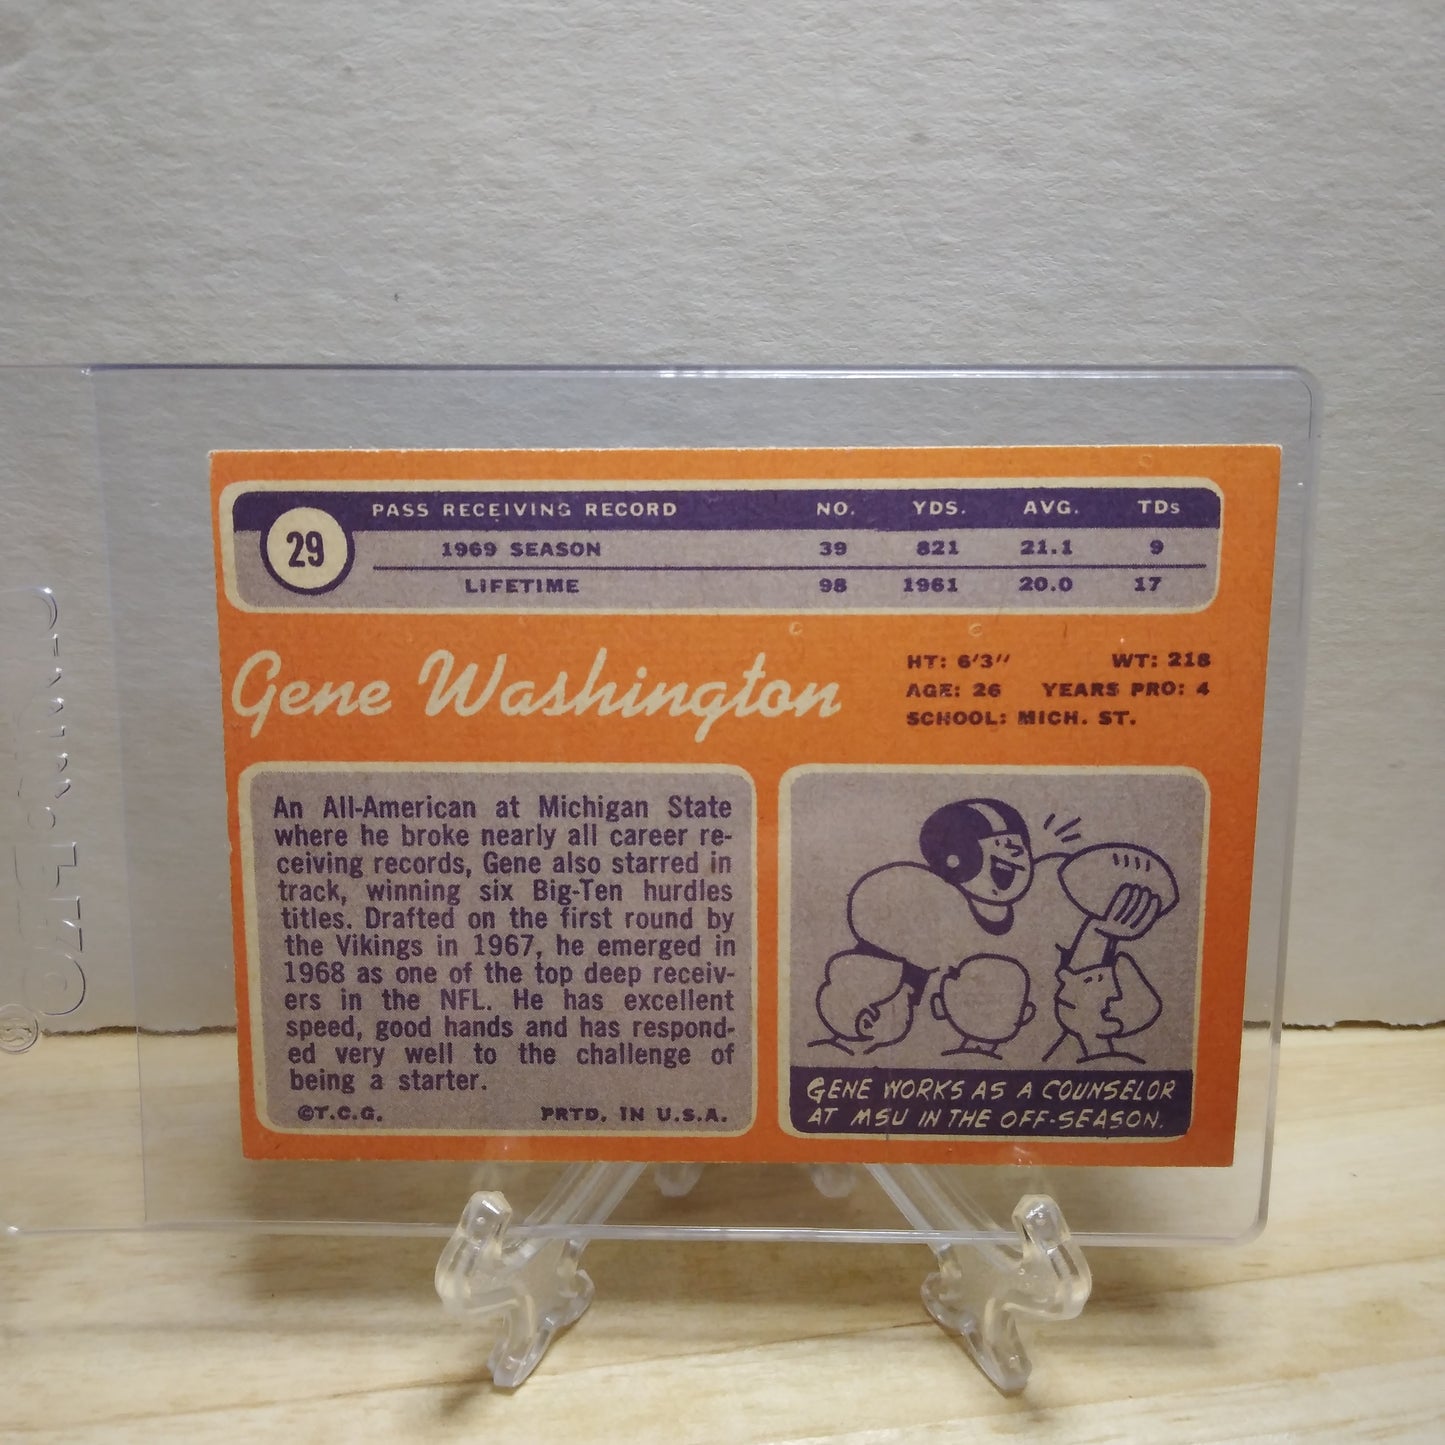 29
PASS RECEIVING RECORD NO. YDS. AVG. TDs
1969 SEASON 39 821 21.1 9
LIFETIME 98 1961 20.0 17
Gene Washington
HT: 6'3" WT: 218
AGE: 26 YEARS PRO: 4
SCHOOL: MICH. ST.
An All-American at Michigan State
where he broke nearly all career re-
ceiving records, Gene also starred in
track, winning six Big-Ten hurdles
titles. Drafted on the first round by
the Vikings in 1967, he emerged in
1968 as one of the top deep receiv-
ers in the NFL. He has excellent
speed, good hands and has respond-
ed very well to the challenge of
being a starter.
©T.C.G. PRTD. IN U.S.A.
GENE WORKS AS A COUNSELOR
AT MSU IN THE OFF-SEASON.